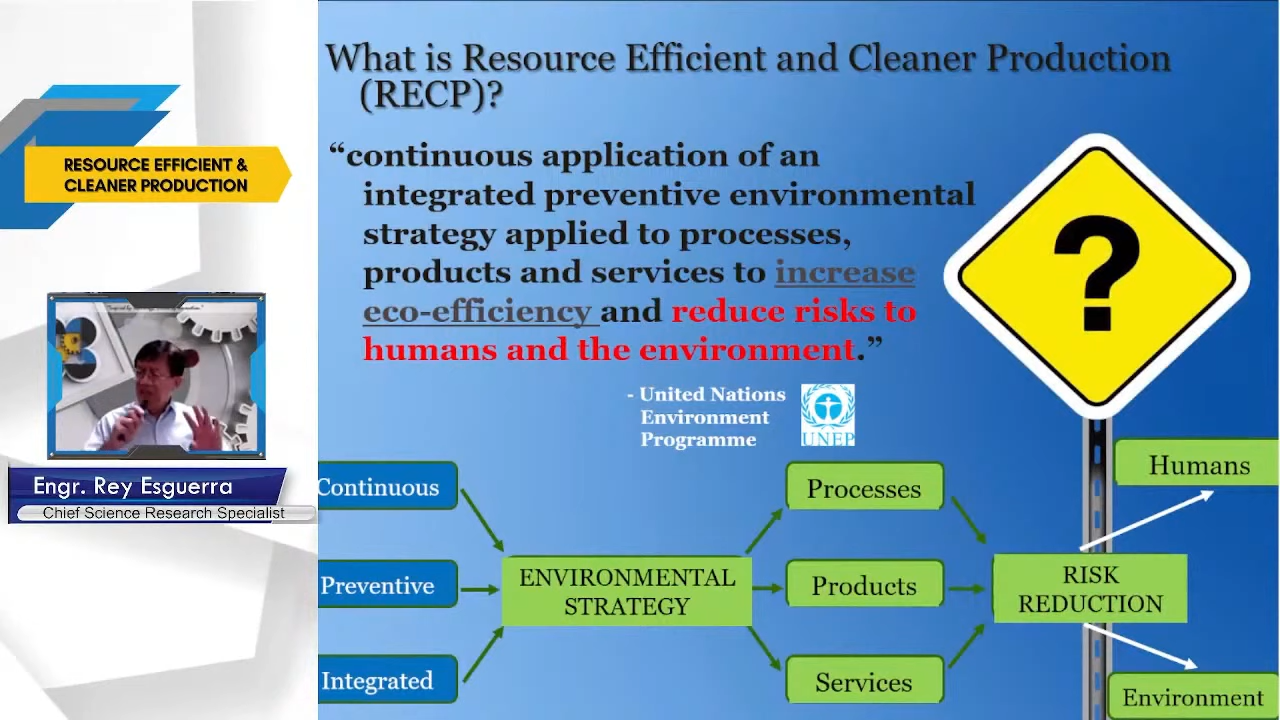 What is Resource Efficient and Cleaner Production
(RECP)?
RESOURCE EFFICIENT &
CLEANER PRODUCTION
“continuous application of an
integrated preventive environmental
strategy applied to processes,
products and services to increase
eco-efficiency and reduce risks to
humans and the environment.”
- United Nations
Environment
Programme
UNEP
?
Engr. Rey Esguerra
Chief Science Research Specialist
Continuous
Preventive
Integrated
ENVIRONMENTAL
STRATEGY
Processes
Products
Services
RISK
REDUCTION
Humans
Environment